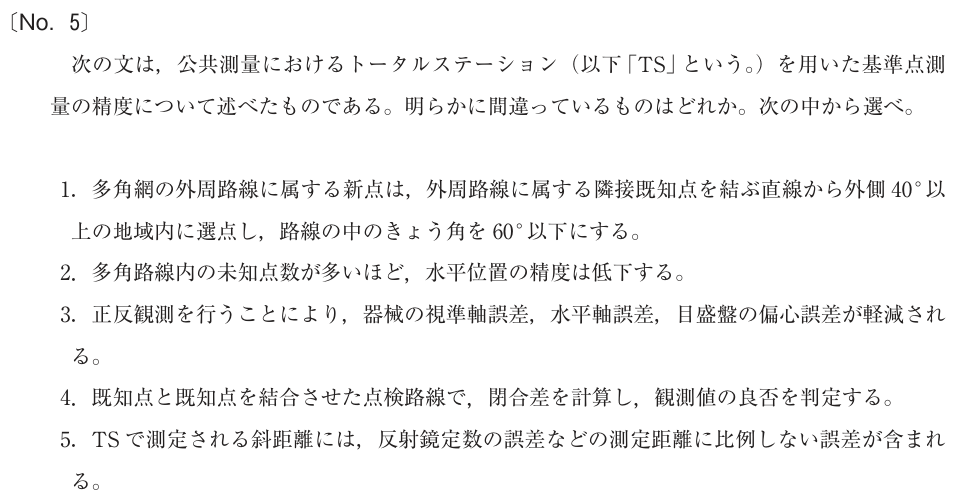 〔No. 5〕
次の文は，公共測量におけるトータルステーション（以下「TS」という。）を用いた基準点測
量の精度について述べたものである。明らかに間違っているものはどれか。次の中から選べ。
1．多角網の外周路線に属する新点は，外周路線に属する隣接既知点を結ぶ直線から外側 40°以
上の地域内に選点し，路線の中のきょう角を 60°以下にする。
2．多角路線内の未知点数が多いほど，水平位置の精度は低下する。
3．正反観測を行うことにより，器械の視準軸誤差，水平軸誤差，目盛盤の偏心誤差が軽減され
る。
4．既知点と既知点を結合させた点検路線で，閉合差を計算し，観測値の良否を判定する。
5．TS で測定される斜距離には，反射鏡定数の誤差などの測定距離に比例しない誤差が含まれ
る。